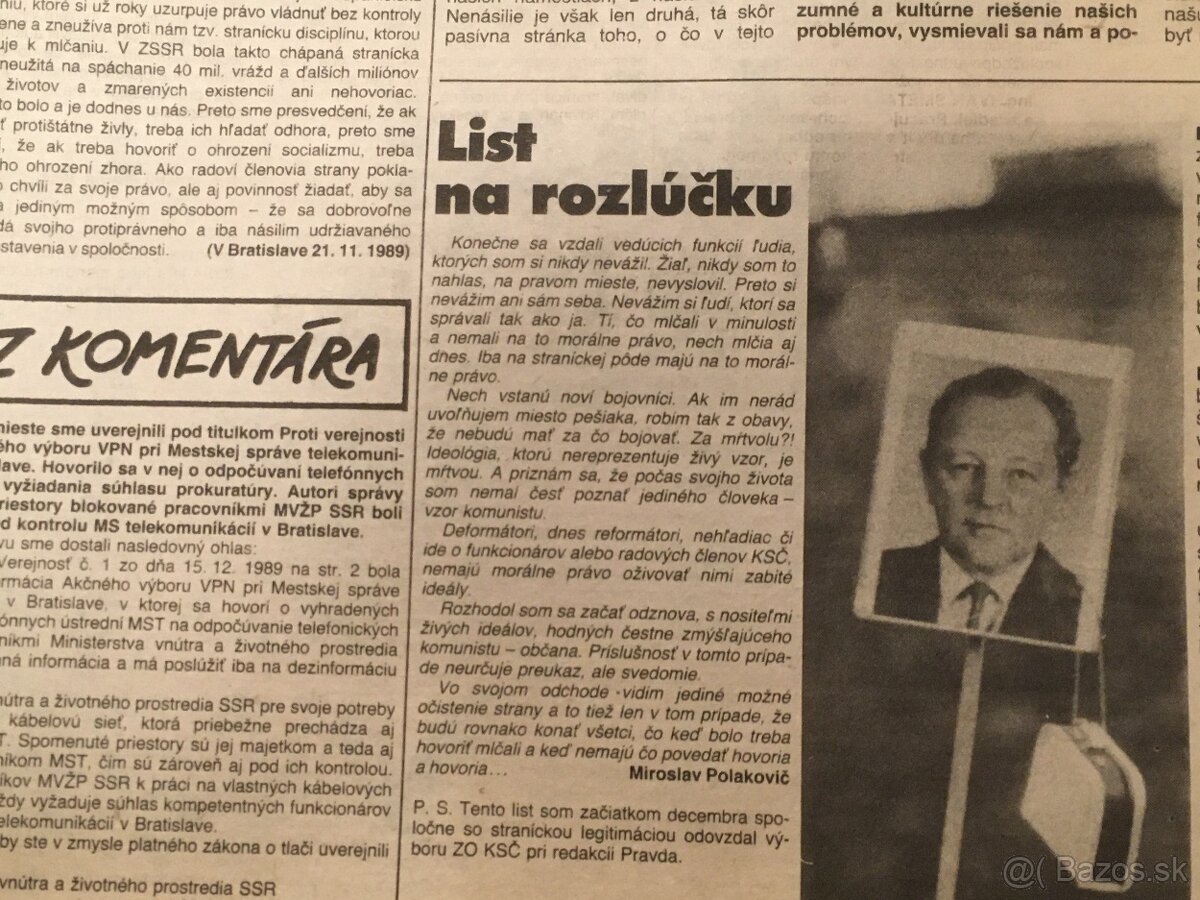 niu, ktoré si už roky uzurpuje právo vládnuť bez kontroly
ene a zneužíva proti nám tzv. stranícku disciplínu, ktorou
uje k mlčaniu. V ZSSR bola takto chápaná stranícka
neužitá na spáchanie 40 mil. vrážd a ďalších miliónov
životov a zmarených existencií ani nehovoriac.
to bolo a je dodnes u nás. Preto sme presvedčení, že ak
ť protištátne živly, treba ich hľadať odhora, preto sme
í, že ak treba hovoriť o ohrození socializmu, treba
ho ohrození zhora. Ako radoví členovia strany pokla-
o chvíli za svoje právo, ale aj povinnosť žiadať, aby sa
a jediným možným spôsobom – že sa dobrovoľne
dá svojho protiprávneho a iba násilím udržiavaného
stavenia v spoločnosti. (V Bratislave 21. 11. 1989)
Z KOMENTÁRA
mieste sme uverejnili pod titulkom Proti verejnosti
ého výboru VPN pri Mestskej správe telekomuni-
lave. Hovorilo sa v nej o odpočúvaní telefónnych
vyžiadania súhlasu prokuratúry. Autori správy
riestory blokované pracovníkmi MVŽP SSR boli
d kontrolu MS telekomunikácií v Bratislave.
vu sme dostali nasledovný ohlas:
Verejnosť č. 1 zo dňa 15. 12. 1989 na str. 2 bola
ormácia Akčného výboru VPN pri Mestskej správe
v Bratislave, v ktorej sa hovorí o vyhradených
fónnych ústrední MST na odpočúvanie telefonických
níkmi Ministerstva vnútra a životného prostredia
ná informácia a má poslúžiť iba na dezinformáciu
nútra a životného prostredia SSR pre svoje potreby
kábelovú sieť, ktorá priebežne prechádza aj
T. Spomenuté priestory sú jej majetkom a teda aj
níkom MST, čím sú zároveň aj pod ich kontrolou.
íkov MVŽP SSR k práci na vlastných kábelových
ždy vyžaduje súhlas kompetentných funkcionárov
elekomunikácií v Bratislave.
by ste v zmysle platného zákona o tlači uverejnili
vnútra a životného prostredia SSR
Nenásilie je však len druhá, tá skôr
pasívna stránka toho, o čo v tejto
zumné a kultúrne riešenie našich
problémov, vysmievali sa nám a po-
naš
byť
List
na rozlúčku
Konečne sa vzdali vedúcich funkcií ľudia,
ktorých som si nikdy nevážil. Žiaľ, nikdy som to
nahlas, na pravom mieste, nevyslovil. Preto si
nevážim ani sám seba. Nevážim si ľudí, ktorí sa
správali tak ako ja. Tí, čo mlčali v minulosti
a nemali na to morálne právo, nech mlčia aj
dnes. Iba na straníckej pôde majú na to morál-
ne právo.
Nech vstanú noví bojovníci. Ak im nerád
uvoľňujem miesto pešiaka, robím tak z obavy,
že nebudú mať za čo bojovať. Za mŕtvolu?!
Ideológia, ktorú nereprezentuje živý vzor, je
mŕtvou. A priznám sa, že počas svojho života
som nemal česť poznať jediného človeka –
vzor komunistu.
Deformátori, dnes reformátori, nehľadiac či
ide o funkcionárov alebo radových členov KSČ,
nemajú morálne právo oživovať nimi zabité
ideály.
Rozhodol som sa začať odznova, s nositeľmi
živých ideálov, hodných čestne zmýšľajúceho
komunistu – občana. Príslušnosť v tomto prípa-
de neurčuje preukaz, ale svedomie.
Vo svojom odchode vidím jediné možné
očistenie strany a to tiež len v tom prípade, že
budú rovnako konať všetci, čo keď bolo treba
hovoriť mlčali a keď nemajú čo povedať hovoria
a hovoria...
Miroslav Polakovič
P. S. Tento list som začiatkom decembra spo-
ločne so straníckou legitimáciou odovzdal vý-
boru ZO KSČ pri redakcii Pravda.
@( Bazos.sk